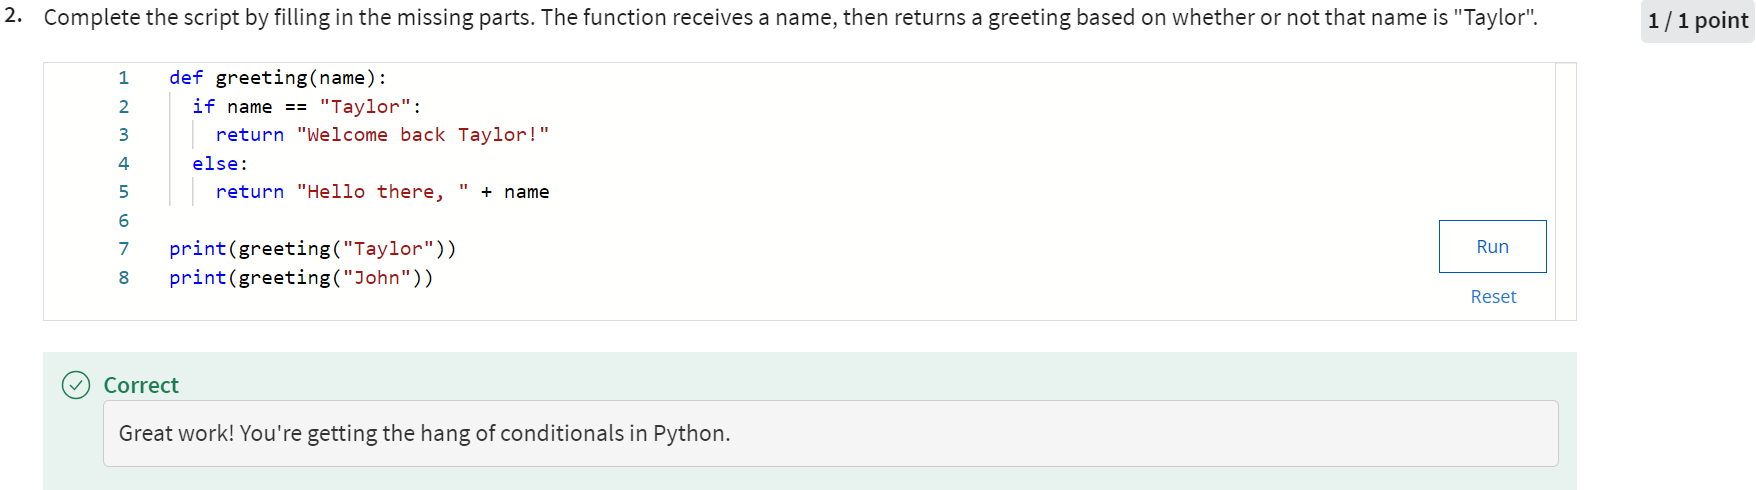 2. Complete the script by filling in the missing parts. The function receives a name, then returns a greeting based on whether or not that name is "Taylor".
1 / 1 point
1 def greeting(name):
2   if name == "Taylor":
3     return "Welcome back Taylor!"
4   else:
5     return "Hello there, " + name
6
7 print(greeting("Taylor"))
8 print(greeting("John"))
Run
Reset
Correct
Great work! You're getting the hang of conditionals in Python.